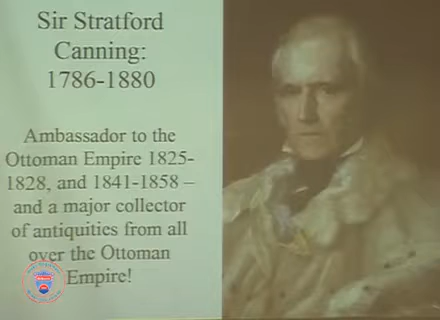 Sir Stratford
Canning:
1786-1880
Ambassador to the
Ottoman Empire 1825-
1828, and 1841-1858 –
and a major collector
of antiquities from all
over the Ottoman
Empire!